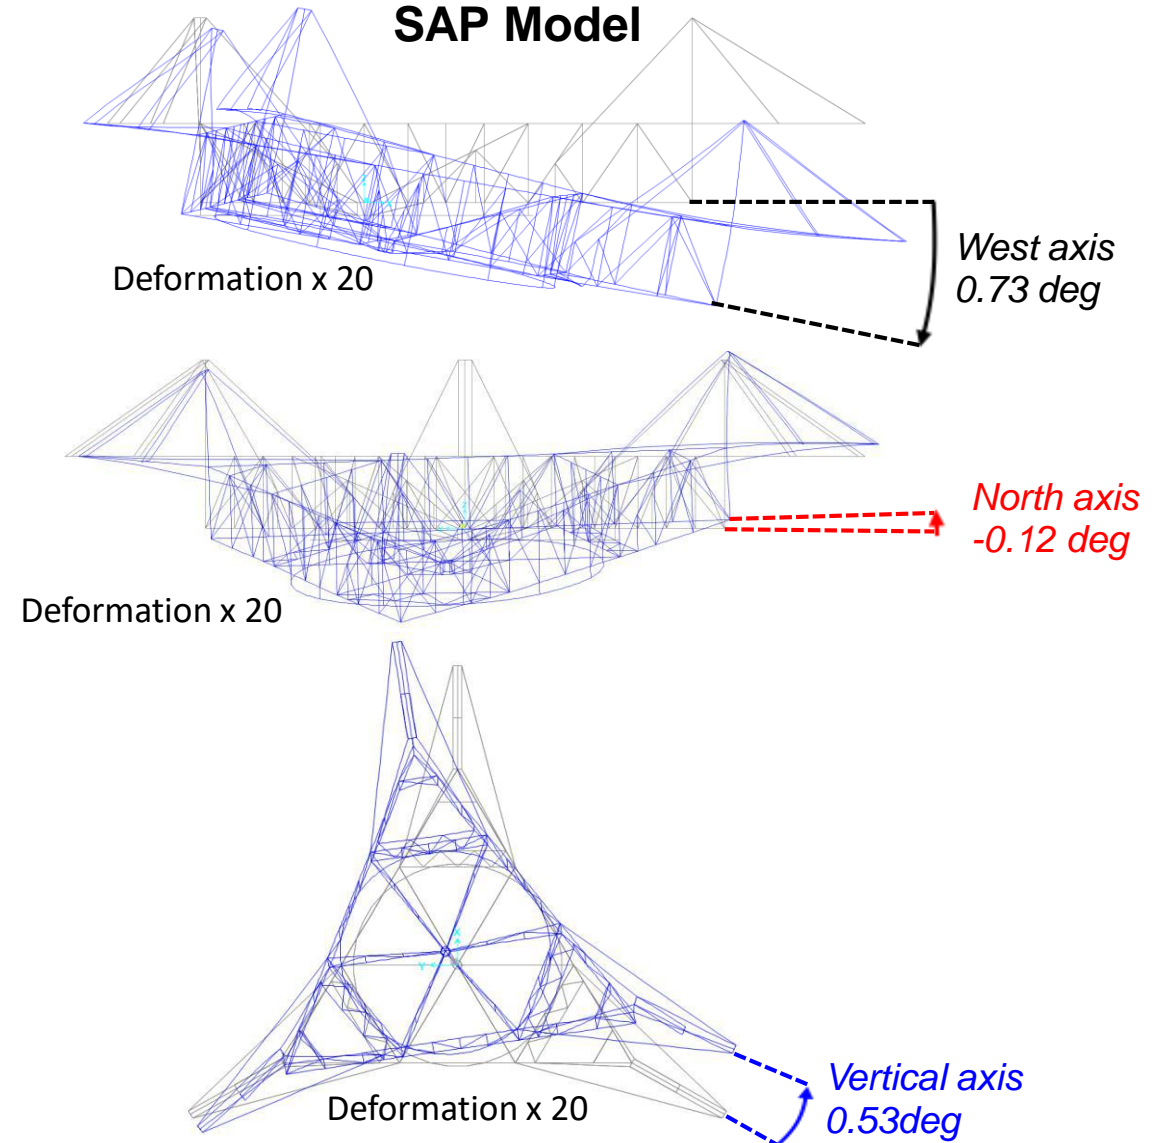 SAP Model
Deformation x 20
West axis
0.73 deg
North axis
-0.12 deg
Deformation x 20
Deformation x 20
Vertical axis
0.53deg